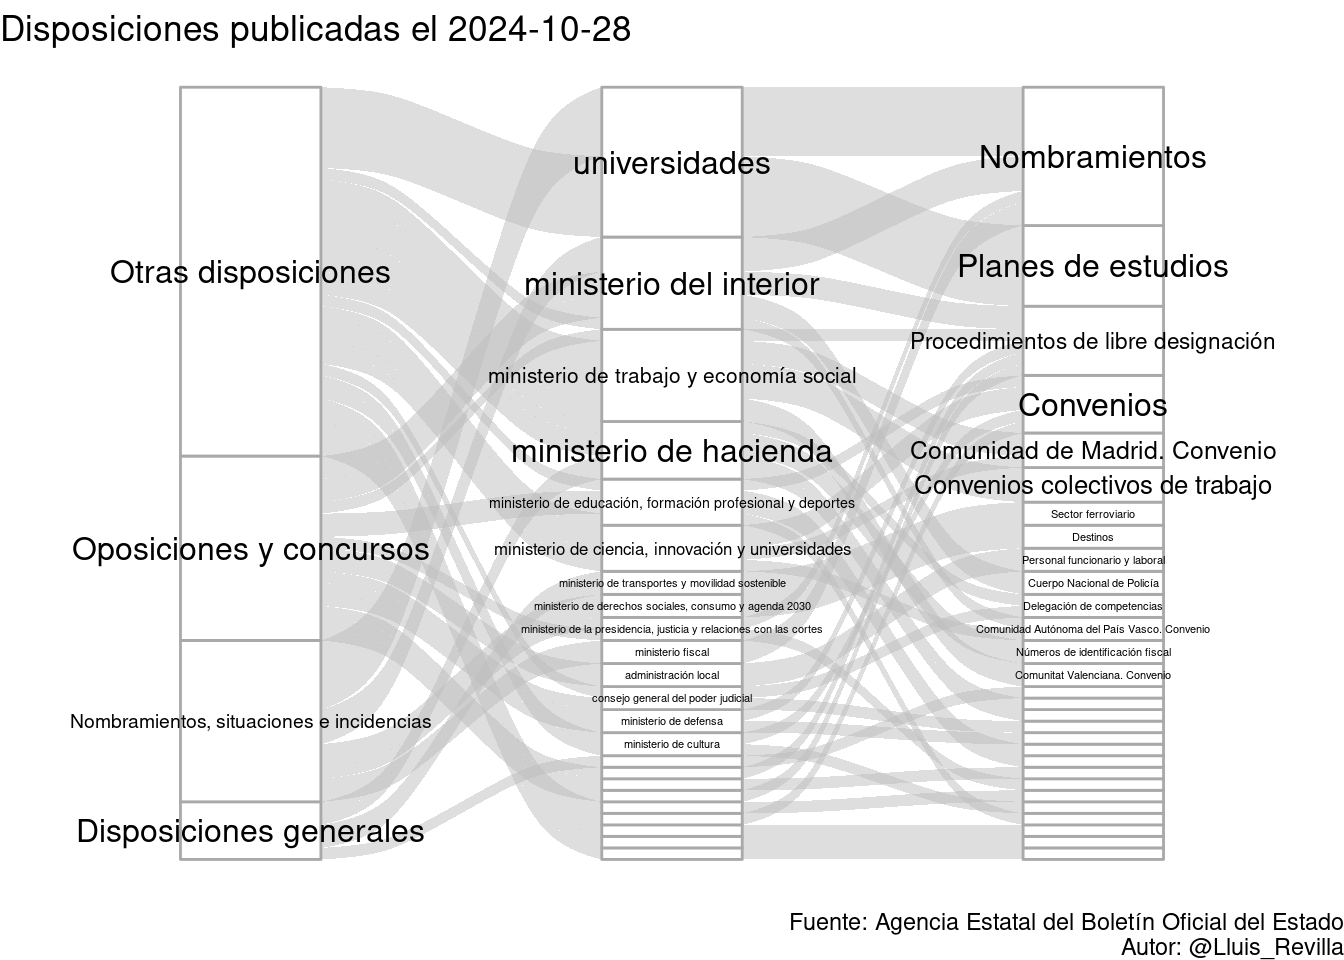 Disposiciones publicadas el 2024-10-28
Otras disposiciones
Oposiciones y concursos
Nombramientos, situaciones e incidencias
Disposiciones generales
universidades
ministerio del interior
ministerio de trabajo y economía social
ministerio de hacienda
ministerio de educación, formación profesional y deportes
ministerio de ciencia, innovación y universidades
ministerio de transportes y movilidad sostenible
ministerio de derechos sociales, consumo y agenda 2030
ministerio de la presidencia, justicia y relaciones con las cortes
ministerio fiscal
administración local
consejo general del poder judicial
ministerio de defensa
ministerio de cultura
Nombramientos
Planes de estudios
Procedimientos de libre designación
Convenios
Comunidad de Madrid. Convenio
Convenios colectivos de trabajo
Sector ferroviario
Destinos
Personal funcionario y laboral
Cuerpo Nacional de Policía
Delegación de competencias
Comunidad Autónoma del País Vasco. Convenio
Números de identificación fiscal
Comunitat Valenciana. Convenio
Fuente: Agencia Estatal del Boletín Oficial del Estado
Autor: @Lluis_Revilla